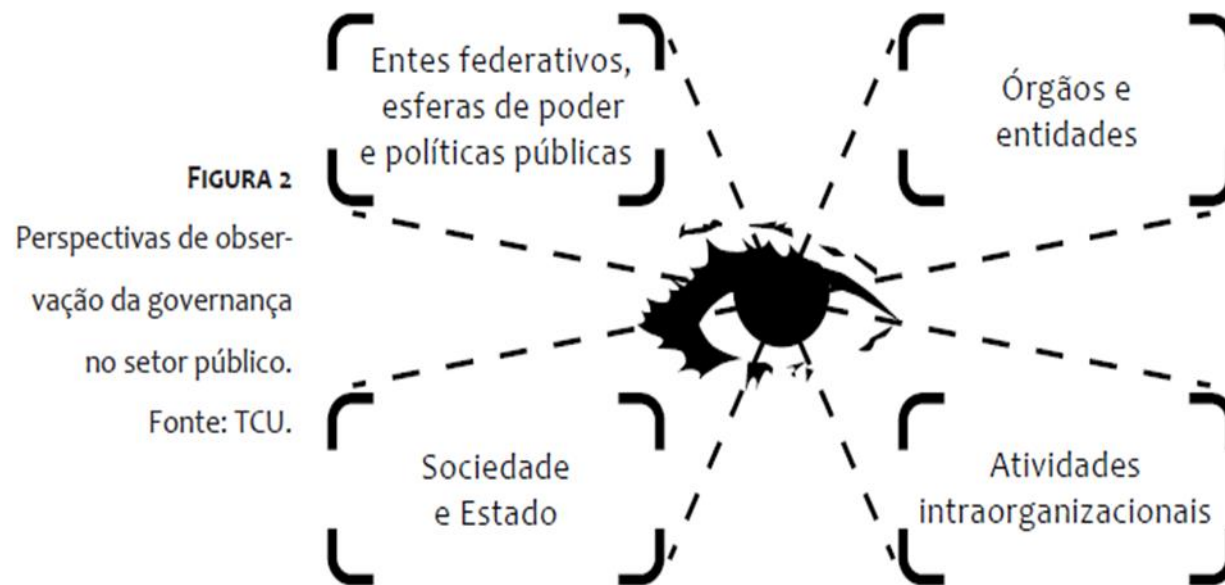 FIGURA 2
Perspectivas de obser-
vação da governança
no setor público.
Fonte: TCU.
Entes federativos,
esferas de poder
e políticas públicas
Órgãos e
entidades
Sociedade
e Estado
Atividades
intraorganizacionais